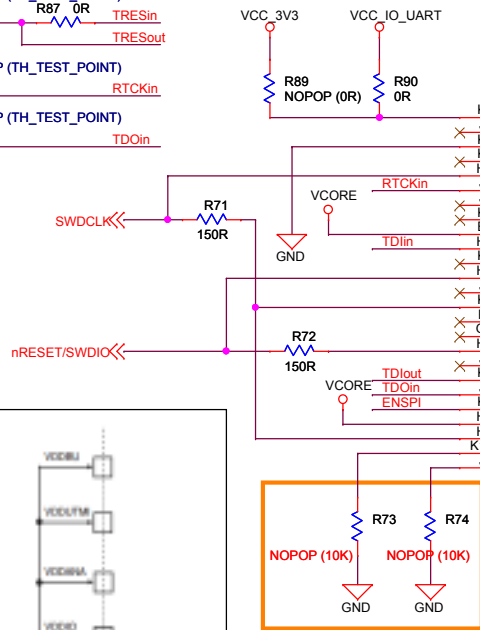 R87 0R
TRESin
TRESout
P (TH_TEST_POINT)
RTCKin
P (TH_TEST_POINT)
TDOin
VCC_3V3
VCC_IO_UART
R89
NOPOP (0R)
R90
0R
RTCKin
VCORE
SWDCLK
R71
150R
GND
TDIin
nRESET/SWDIO
R72
150R
TDIout
VCORE
TDOin
ENSPI
K
VDDBU
VDDUTMI
VDDANA
VDDIO
R73
R74
NOPOP (10K)
NOPOP (10K)
GND
GND